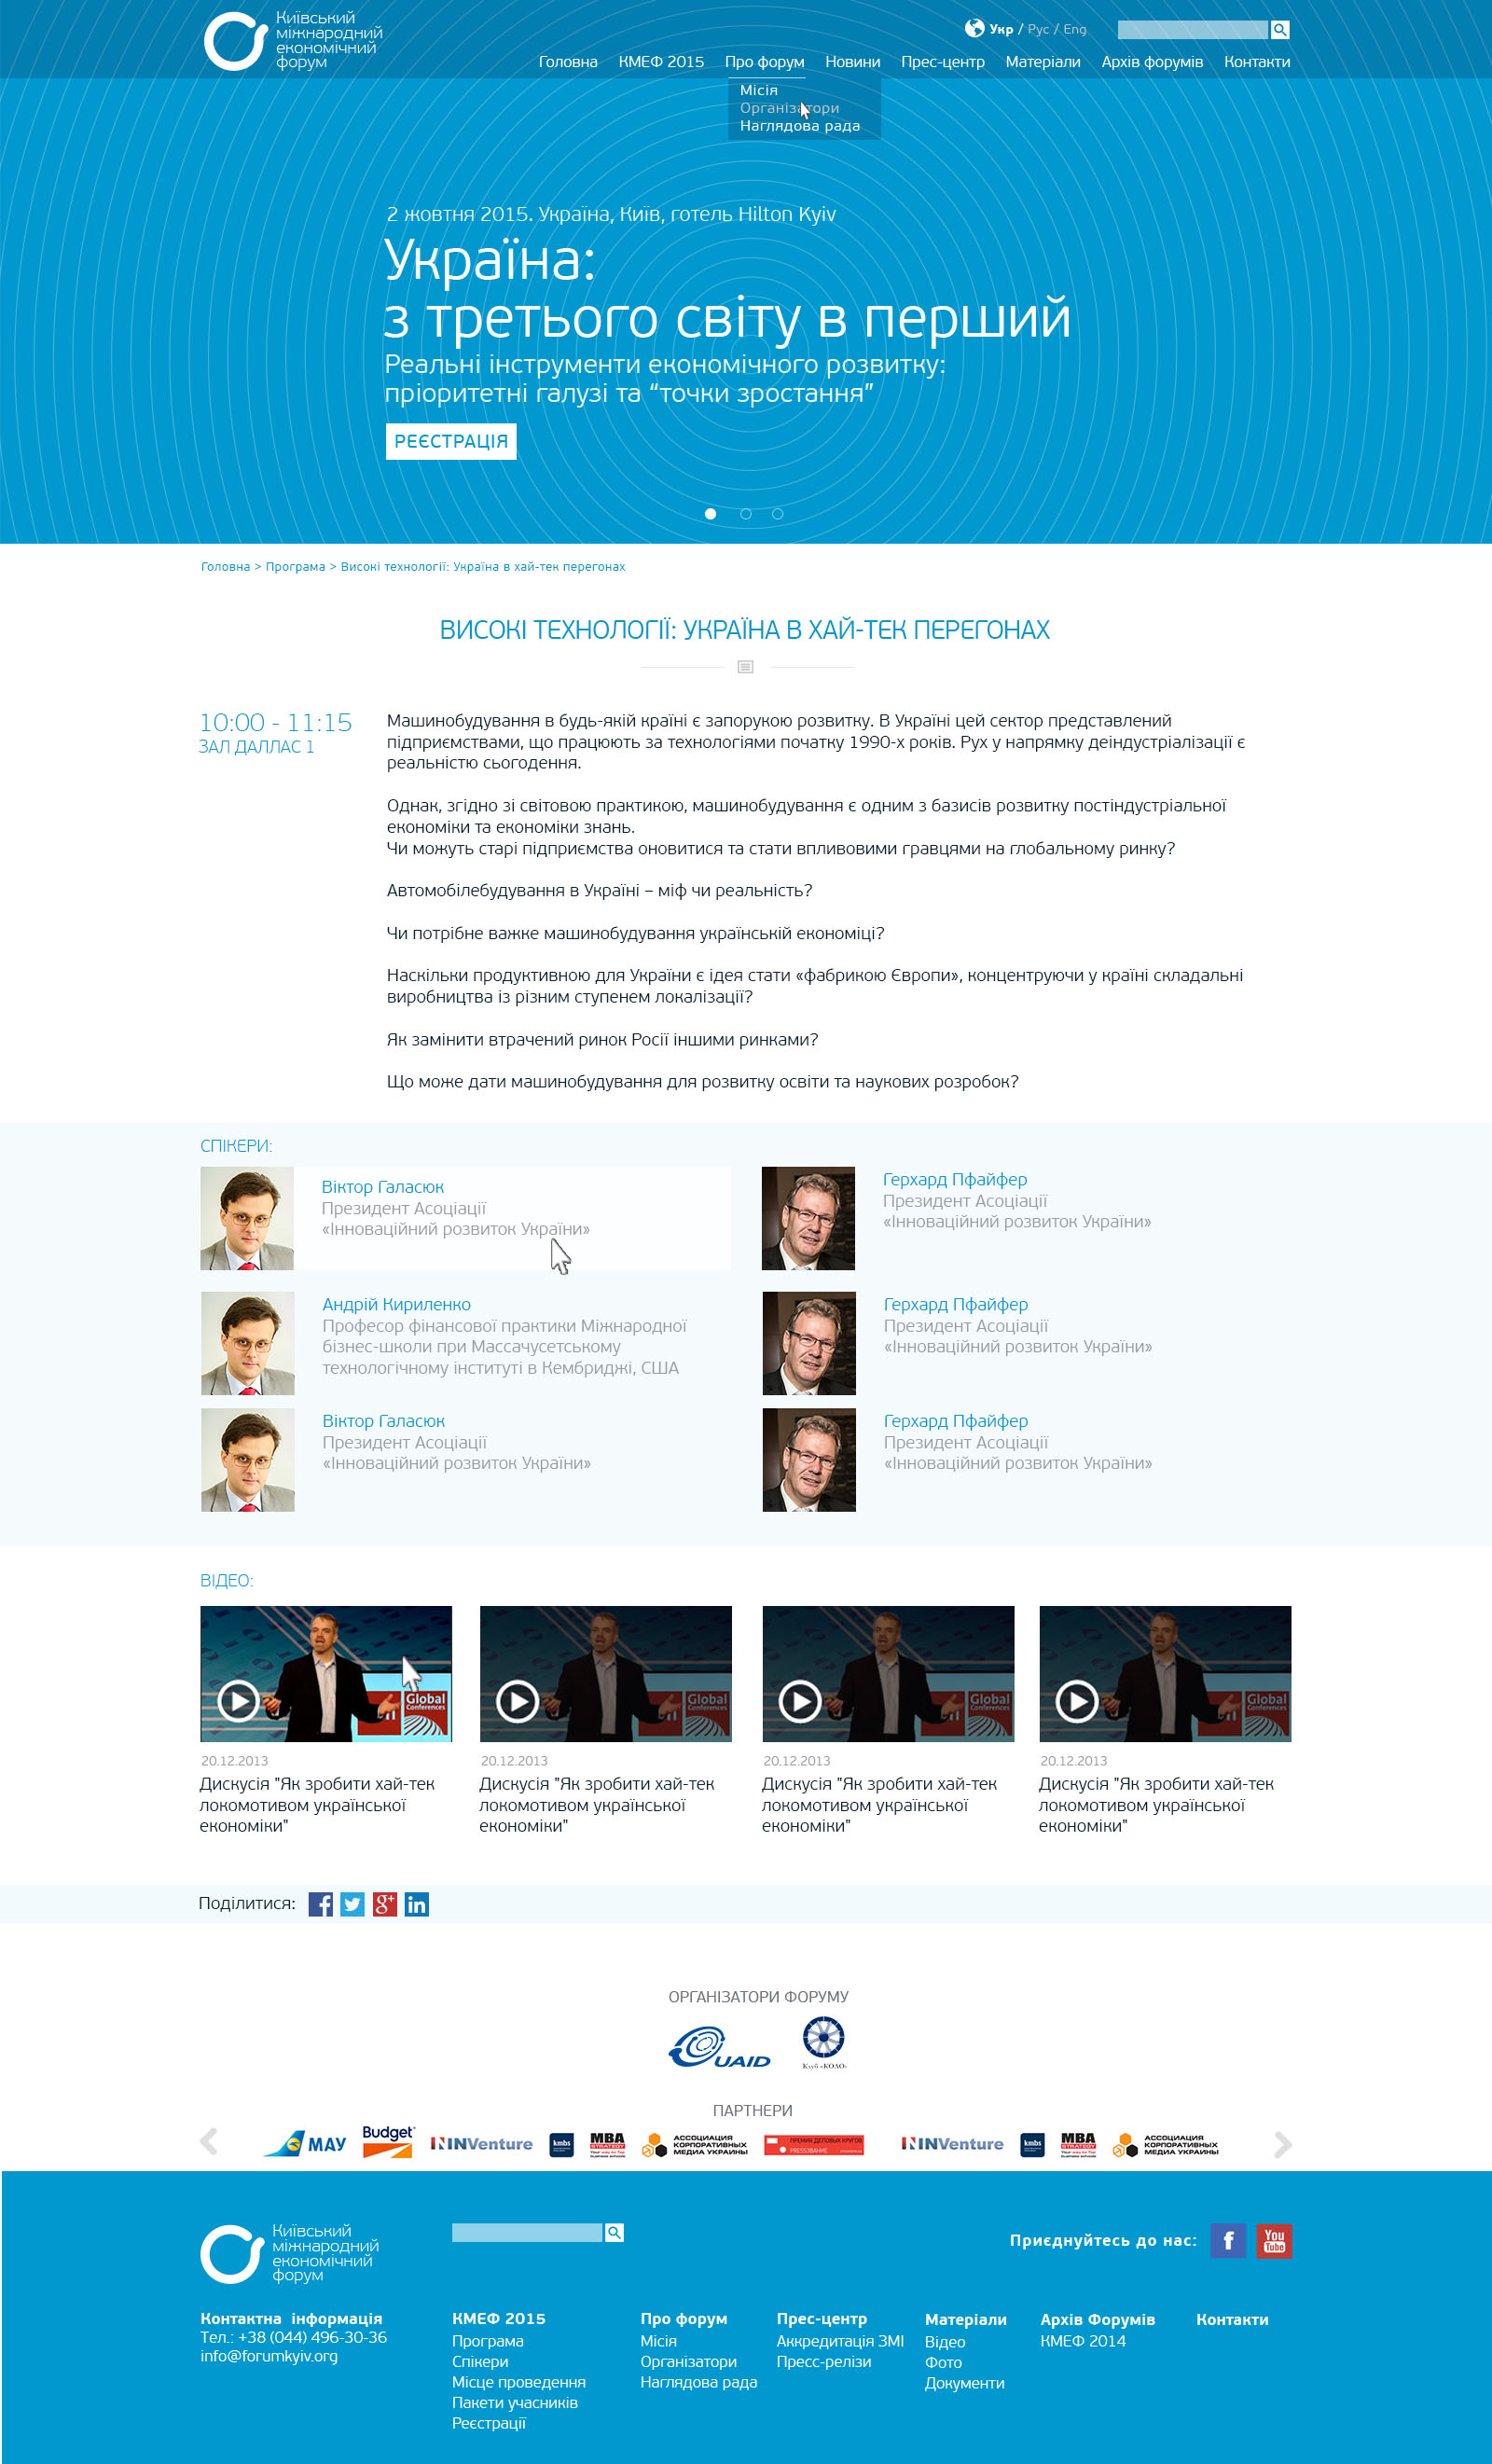 Київський
міжнародний
економічний
форум
Укр / Рус / Eng
Головна КМЕФ 2015 Про форум Новини Прес-центр Матеріали Архів форумів Контакти
Місія
Організатори
Наглядова рада
2 жовтня 2015. Україна, Київ, готель Hilton Kyiv
Україна:
з третього світу в перший
Реальні інструменти економічного розвитку:
пріоритетні галузі та “точки зростання”
РЕЄСТРАЦІЯ
Головна > Програма > Високі технології: Україна в хай-тек перегонах
ВИСОКІ ТЕХНОЛОГІЇ: УКРАЇНА В ХАЙ-ТЕК ПЕРЕГОНАХ
10:00 - 11:15
ЗАЛ ДАЛЛАС 1
Машинобудування в будь-якій країні є запорукою розвитку. В Україні цей сектор представлений
підприємствами, що працюють за технологіями початку 1990-х років. Рух у напрямку деіндустріалізації є
реальністю сьогодення.
Однак, згідно зі світовою практикою, машинобудування є одним з базисів розвитку постіндустріальної
економіки та економіки знань.
Чи можуть старі підприємства оновитися та стати впливовими гравцями на глобальному ринку?
Автомобілебудування в Україні – міф чи реальність?
Чи потрібне важке машинобудування українській економіці?
Наскільки продуктивною для України є ідея стати «фабрикою Європи», концентруючи у країні складальні
виробництва із різним ступенем локалізації?
Як замінити втрачений ринок Росії іншими ринками?
Що може дати машинобудування для розвитку освіти та наукових розробок?
СПІКЕРИ:
Віктор Галасюк
Президент Асоціації
«Інноваційний розвиток України»
Герхард Пфайфер
Президент Асоціації
«Інноваційний розвиток України»
Андрій Кириленко
Професор фінансової практики Міжнародної
бізнес-школи при Массачусетському
технологічному інституті в Кембриджі, США
Герхард Пфайфер
Президент Асоціації
«Інноваційний розвиток України»
Віктор Галасюк
Президент Асоціації
«Інноваційний розвиток України»
Герхард Пфайфер
Президент Асоціації
«Інноваційний розвиток України»
ВІДЕО:
Global
Conferences
Global
Conferences
Global
Conferences
Global
Conferences
20.12.2013
Дискусія "Як зробити хай-тек
локомотивом української
економіки"
20.12.2013
Дискусія "Як зробити хай-тек
локомотивом української
економіки"
20.12.2013
Дискусія "Як зробити хай-тек
локомотивом української
економіки"
20.12.2013
Дискусія "Як зробити хай-тек
локомотивом української
економіки"
Поділитися:
ОРГАНІЗАТОРИ ФОРУМУ
UAID
Клуб «КОЛО»
ПАРТНЕРИ
МАУ
Budget
INVenture
kmbs
MBA
STRATEGY
АССОЦИАЦИЯ
КОРПОРАТИВНЫХ
МЕДИА УКРАИНЫ
ПРЕМИЯ ДЕЛОВЫХ КРУГОВ
PRESSЗВАНИЕ
INVenture
kmbs
MBA
STRATEGY
АССОЦИАЦИЯ
КОРПОРАТИВНЫХ
МЕДИА УКРАИНЫ
Київський
міжнародний
економічний
форум
Приєднуйтесь до нас:
You
Tube
Контактна інформація
Тел.: +38 (044) 496-30-36
info@forumkyiv.org
КМЕФ 2015
Програма
Спікери
Місце проведення
Пакети учасників
Реєстрації
Про форум
Місія
Організатори
Наглядова рада
Прес-центр
Аккредитація ЗМІ
Пресс-релізи
Матеріали
Відео
Фото
Документи
Архів Форумів
КМЕФ 2014
Контакти